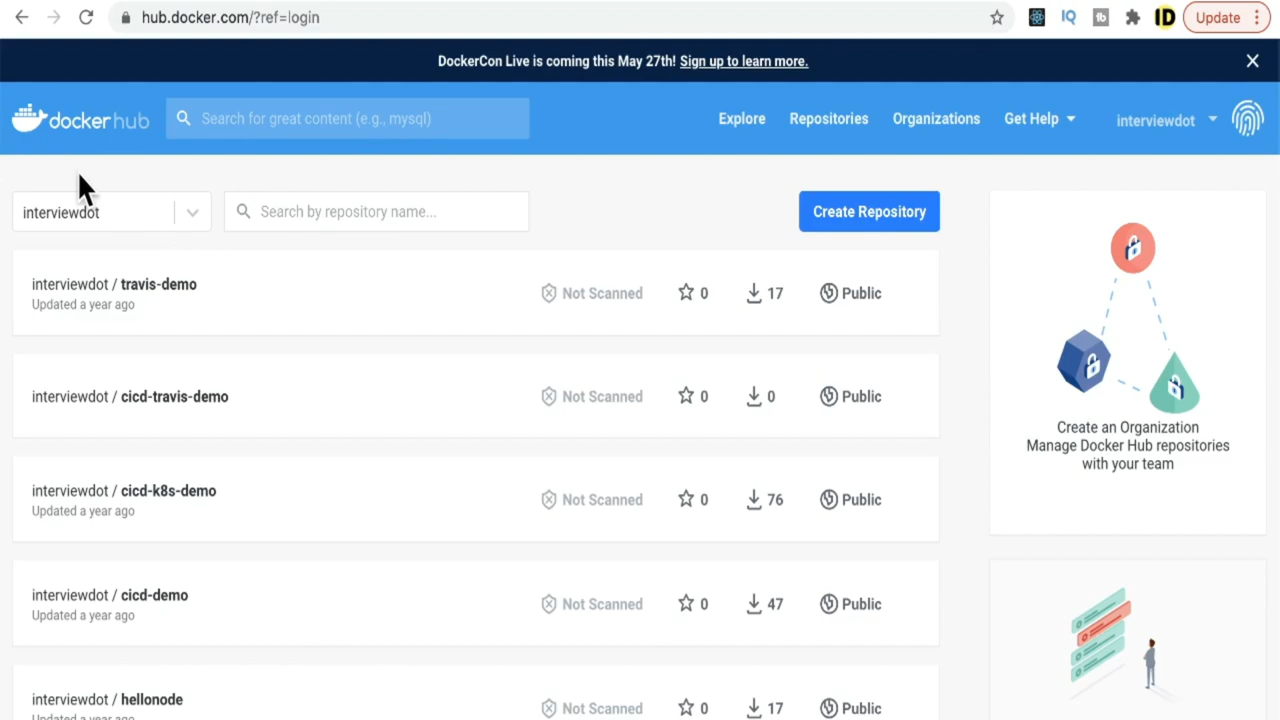 hub.docker.com/?ref=login
IQ
tb
ID
Update
DockerCon Live is coming this May 27th! Sign up to learn more.
docker hub
Search for great content (e.g., mysql)
Explore
Repositories
Organizations
Get Help
interviewdot
interviewdot
Search by repository name...
Create Repository
interviewdot / travis-demo
Updated a year ago
Not Scanned
0
17
Public
interviewdot / cicd-travis-demo
Not Scanned
0
0
Public
interviewdot / cicd-k8s-demo
Updated a year ago
Not Scanned
0
76
Public
interviewdot / cicd-demo
Updated a year ago
Not Scanned
0
47
Public
interviewdot / hellonode
Updated a year ago
Not Scanned
0
17
Public
Create an Organization
Manage Docker Hub repositories
with your team